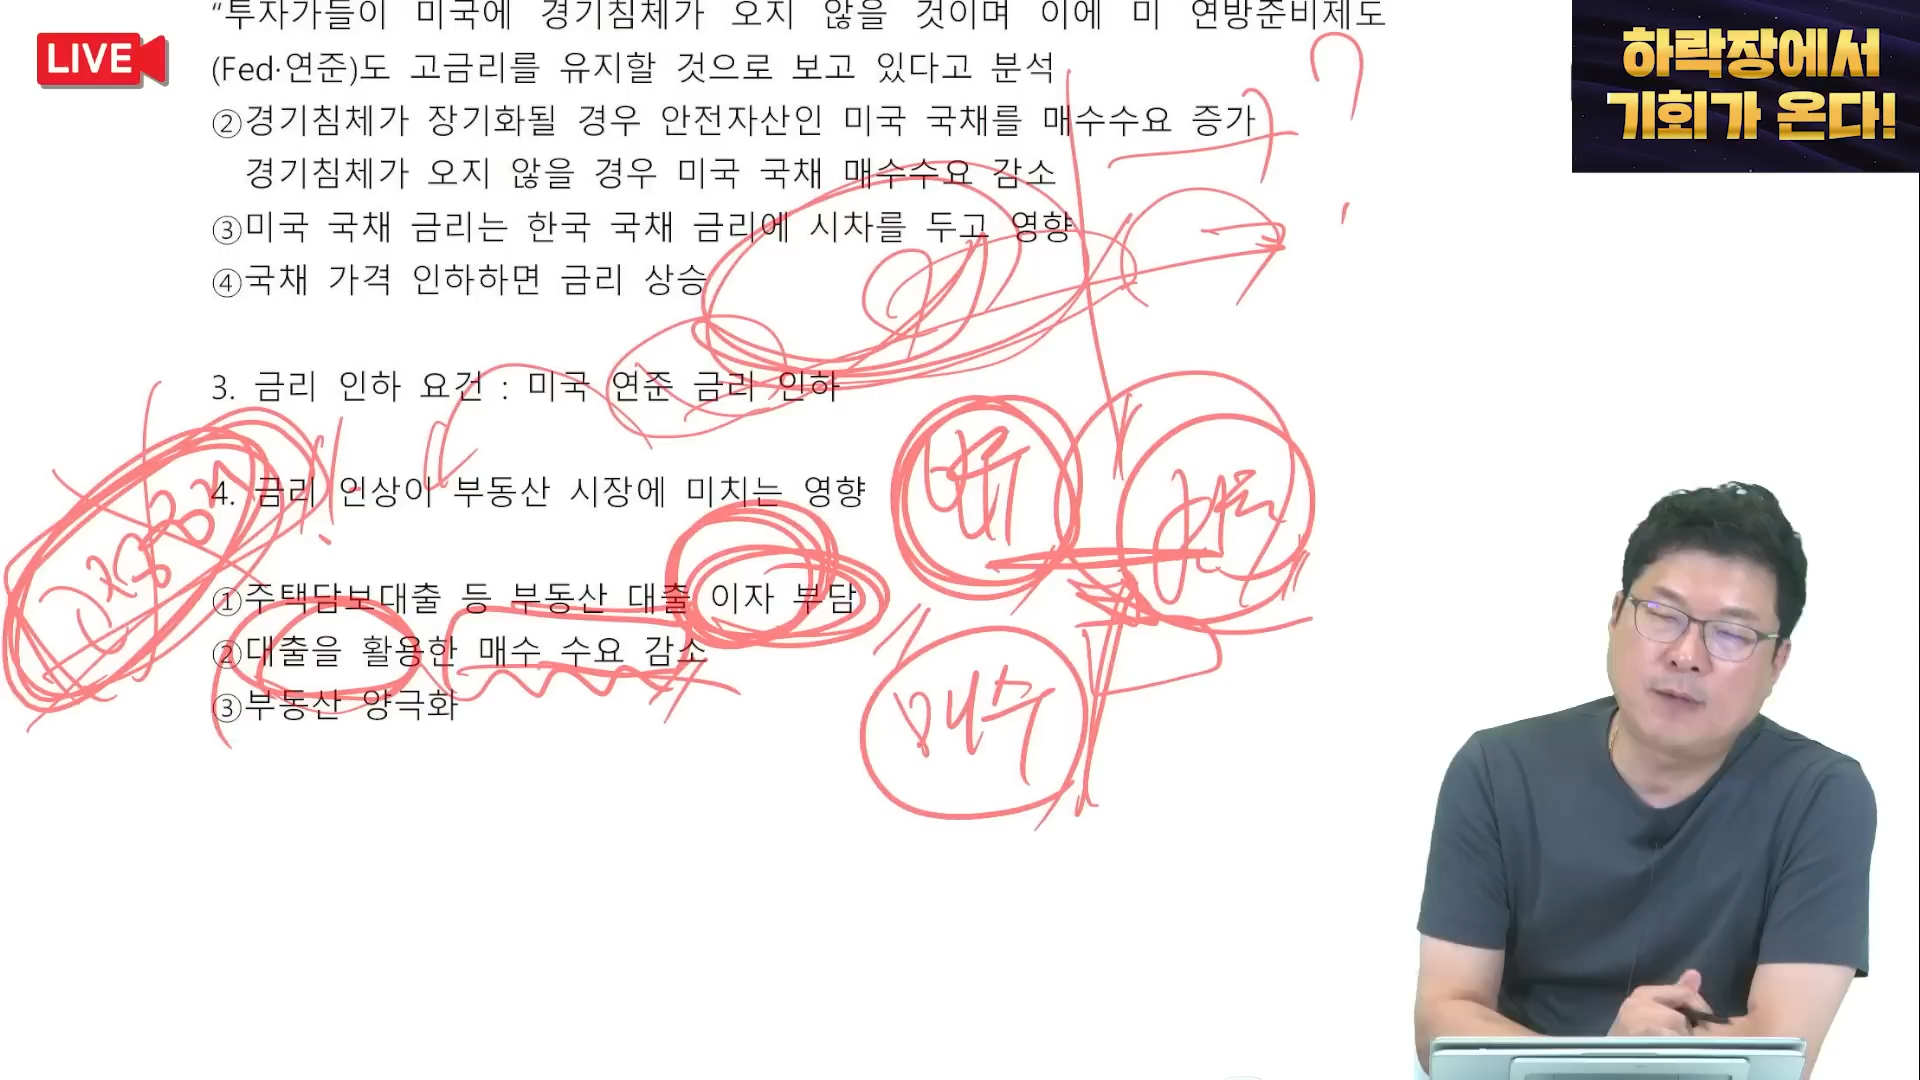 LIVE
하락장에서
기회가 온다!
“투자가들이 미국에 경기침체가 오지 않을 것이며 이에 미 연방준비제도
(Fed·연준)도 고금리를 유지할 것으로 보고 있다고 분석
②경기침체가 장기화될 경우 안전자산인 미국 국채를 매수수요 증가
경기침체가 오지 않을 경우 미국 국채 매수수요 감소
③미국 국채 금리는 한국 국채 금리에 시차를 두고 영향
④국채 가격 인하하면 금리 상승
?
3. 금리 인하 요건 : 미국 연준 금리 인하
4. 금리 인상이 부동산 시장에 미치는 영향
①주택담보대출 등 부동산 대출 이자 부담
②대출을 활용한 매수 수요 감소
③부동산 양극화
매수